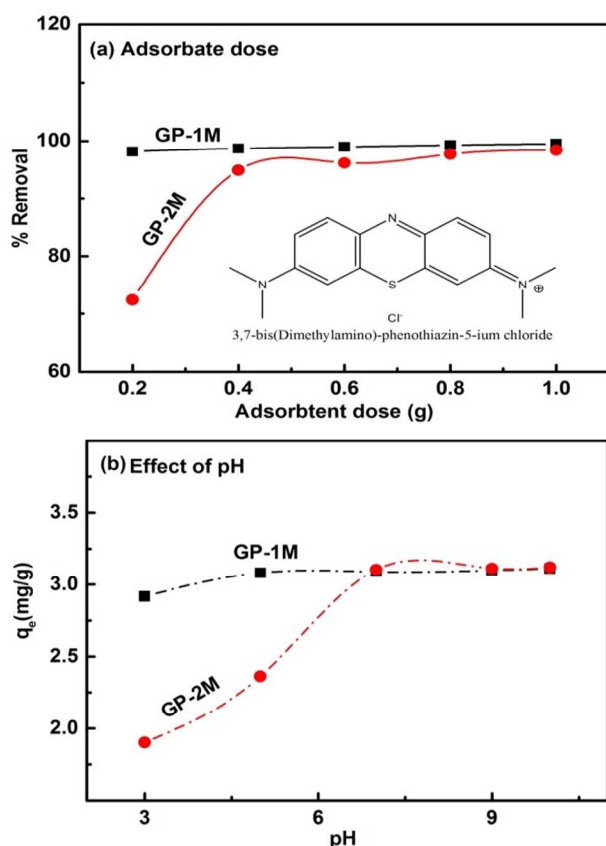 120
(a) Adsorbate dose
GP-1M
100
% Removal
GP-2M
80
N
N
S
N
⊕
Cl-
3,7-bis(Dimethylamino)-phenothiazin-5-ium chloride
60
0.2 0.4 0.6 0.8 1.0
Adsorbtent dose (g)
(b) Effect of pH
3.5
GP-1M
3.0
qe(mg/g)
2.5
GP-2M
2.0
3 6 9
pH